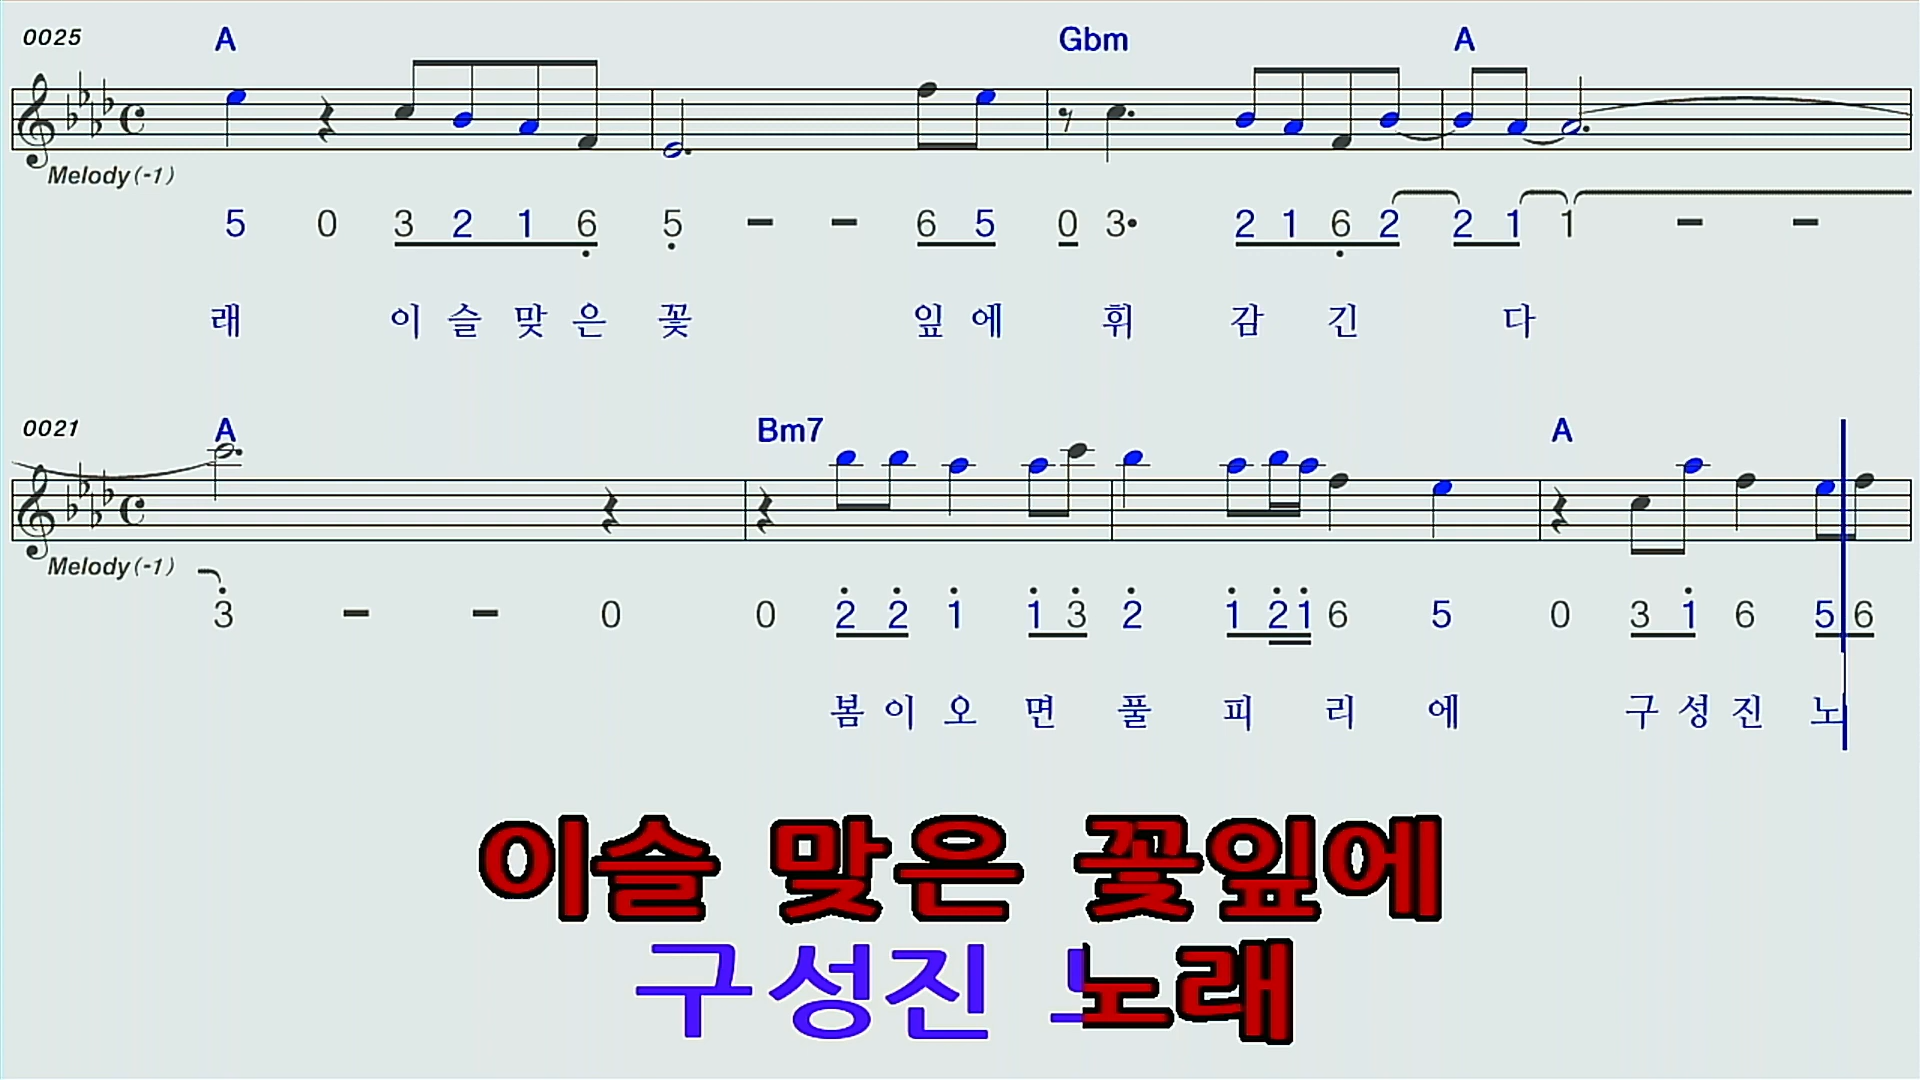 0025 A Gbm A
Melody(-1)
5 0 3 2 1 6 5 - - 6 5 0 3• 2 1 6 2 2 1 1 - -
래 이 슬 맞 은 꽃 잎 에 휘 감 긴 다
0021 A Bm7 A
Melody(-1)
3 - - 0 0 2 2 1 1 3 2 1 2 1 6 5 0 3 1 6 5 6
봄 이 오 면 풀 피 리 에 구 성 진 노
이슬 맞은 꽃잎에
구성진 노래